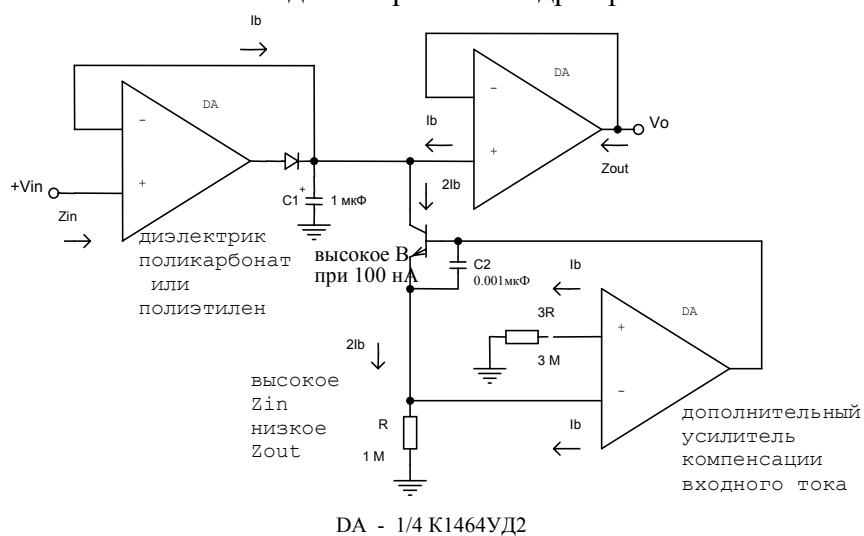 Ib
DA
-
+
+Vin
Zin
C1
+
1 мкФ
диэлектрик
поликарбонат
или
полиэтилен
DA
-
+
Ib
Vo
Zout
2Ib
высокое В
при 100 нА
C2
0.001мкФ
Ib
3R
3 М
DA
+
-
2Ib
высокое
Zin
низкое
Zout
R
1 М
Ib
дополнительный
усилитель
компенсации
входного тока
DA - 1/4 К1464УД2